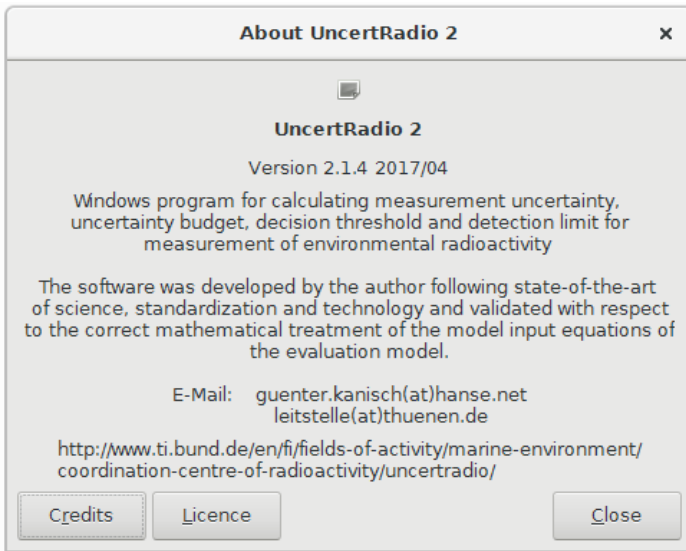 About UncertRadio 2
×
UncertRadio 2
Version 2.1.4 2017/04
Windows program for calculating measurement uncertainty,
uncertainty budget, decision threshold and detection limit for
measurement of environmental radioactivity
The software was developed by the author following state-of-the-art
of science, standardization and technology and validated with respect
to the correct mathematical treatment of the model input equations of
the evaluation model.
E-Mail: guenter.kanisch(at)hanse.net
leitstelle(at)thuenen.de
http://www.ti.bund.de/en/fi/fields-of-activity/marine-environment/
coordination-centre-of-radioactivity/uncertradio/
Credits Licence Close